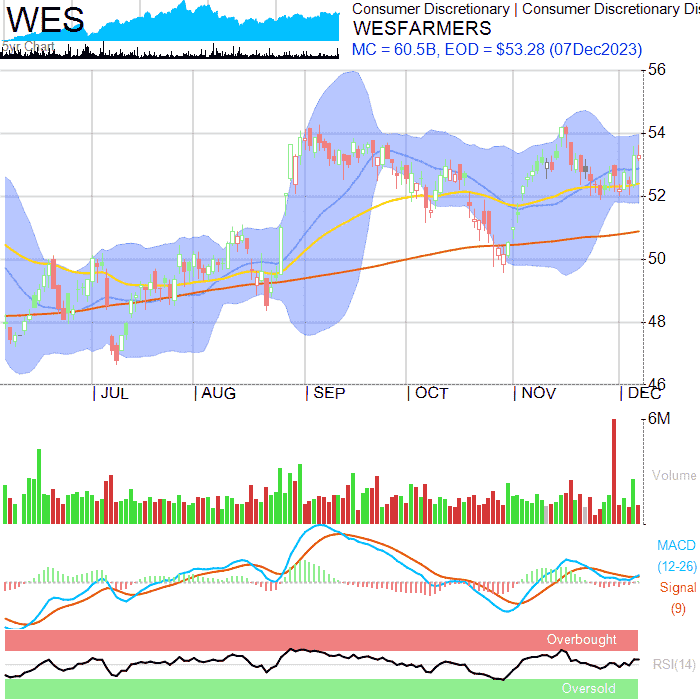 WES
Consumer Discretionary | Consumer Discretionary Dis
WESFARMERS
MC = 60.5B, EOD = $53.28 (07Dec2023)
Chart
56
54
52
50
48
46
JUL AUG SEP OCT NOV DEC
6M
Volume
MACD
(12-26)
Signal
(9)
Overbought
RSI(14)
Oversold